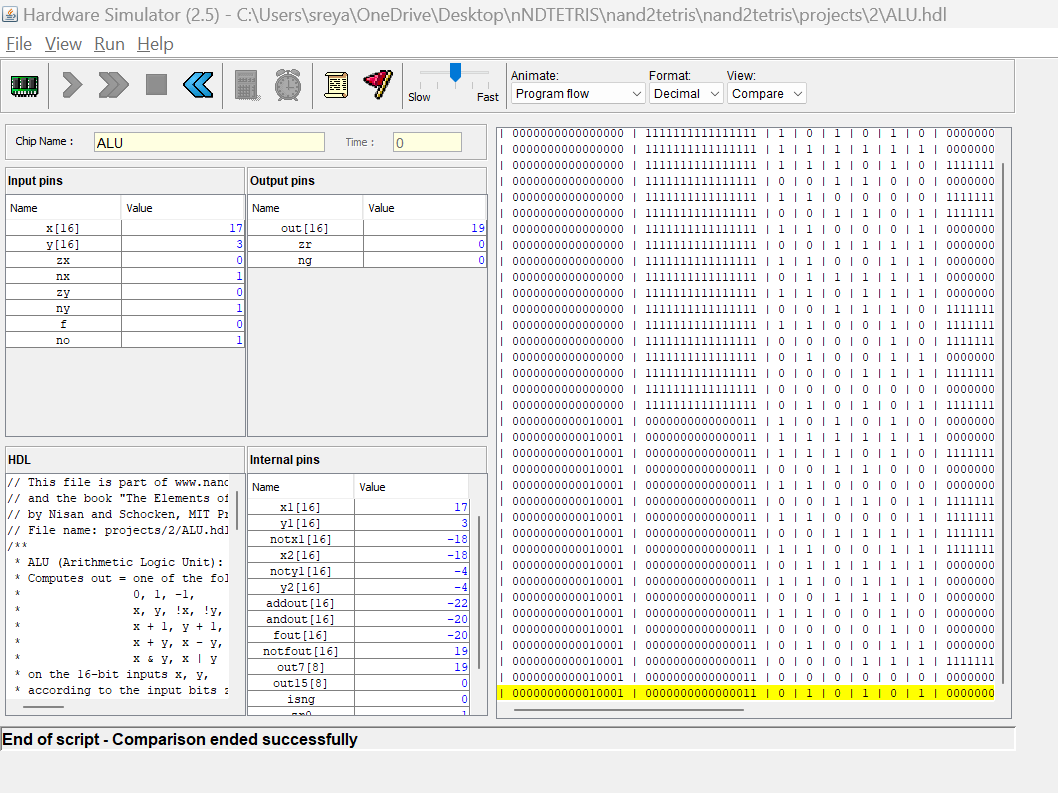 Hardware Simulator (2.5) - C:\Users\sreya\OneDrive\Desktop\nNDTETRIS\nand2tetris\nand2tetris\projects\2\ALU.hdl
File View Run Help
Slow Fast
Animate: Format: View:
Program flow Decimal Compare
Chip Name : ALU Time : 0
Input pins
Name Value
x[16] 17
y[16] 3
zx 0
nx 1
zy 0
ny 1
f 0
no 1
Output pins
Name Value
out[16] 19
zr 0
ng 0
HDL
// This file is part of www.nand
// and the book "The Elements of
// by Nisan and Schocken, MIT Pr
// File name: projects/2/ALU.hdl
/**
* ALU (Arithmetic Logic Unit):
* Computes out = one of the fol
* 0, 1, -1,
* x, y, !x, !y,
* x + 1, y + 1,
* x + y, x - y,
* x & y, x | y
* on the 16-bit inputs x, y,
* according to the input bits z
Internal pins
Name Value
x1[16] 17
y1[16] 3
notx1[16] -18
x2[16] -18
noty1[16] -4
y2[16] -4
addout[16] -22
andout[16] -20
fout[16] -20
notfout[16] 19
out7[8] 19
out15[8] 0
isng 0
zr0 1
| 0000000000000000 | 1111111111111111 | 1 | 0 | 1 | 0 | 1 | 0 | 0000000
| 0000000000000000 | 1111111111111111 | 1 | 1 | 1 | 1 | 1 | 1 | 0000000
| 0000000000000000 | 1111111111111111 | 1 | 1 | 1 | 0 | 1 | 0 | 1111111
| 0000000000000000 | 1111111111111111 | 0 | 0 | 1 | 1 | 0 | 0 | 0000000
| 0000000000000000 | 1111111111111111 | 1 | 1 | 0 | 0 | 0 | 0 | 1111111
| 0000000000000000 | 1111111111111111 | 0 | 0 | 1 | 1 | 0 | 1 | 1111111
| 0000000000000000 | 1111111111111111 | 1 | 1 | 0 | 0 | 0 | 1 | 0000000
| 0000000000000000 | 1111111111111111 | 0 | 0 | 1 | 1 | 1 | 1 | 0000000
| 0000000000000000 | 1111111111111111 | 1 | 1 | 0 | 0 | 1 | 1 | 0000000
| 0000000000000000 | 1111111111111111 | 0 | 1 | 1 | 1 | 1 | 1 | 0000000
| 0000000000000000 | 1111111111111111 | 1 | 1 | 0 | 1 | 1 | 1 | 0000000
| 0000000000000000 | 1111111111111111 | 0 | 0 | 1 | 1 | 1 | 0 | 1111111
| 0000000000000000 | 1111111111111111 | 1 | 1 | 0 | 0 | 1 | 0 | 1111111
| 0000000000000000 | 1111111111111111 | 0 | 0 | 0 | 0 | 1 | 0 | 1111111
| 0000000000000000 | 1111111111111111 | 0 | 1 | 0 | 0 | 1 | 1 | 0000000
| 0000000000000000 | 1111111111111111 | 0 | 0 | 0 | 1 | 1 | 1 | 1111111
| 0000000000000000 | 1111111111111111 | 0 | 0 | 0 | 0 | 0 | 0 | 0000000
| 0000000000000000 | 1111111111111111 | 0 | 1 | 0 | 1 | 0 | 1 | 1111111
| 0000000000010001 | 0000000000000011 | 1 | 0 | 1 | 0 | 1 | 0 | 0000000
| 0000000000010001 | 0000000000000011 | 1 | 1 | 1 | 1 | 1 | 1 | 0000000
| 0000000000010001 | 0000000000000011 | 1 | 1 | 1 | 0 | 1 | 0 | 1111111
| 0000000000010001 | 0000000000000011 | 0 | 0 | 1 | 1 | 0 | 0 | 0000000
| 0000000000010001 | 0000000000000011 | 1 | 1 | 0 | 0 | 0 | 0 | 0000000
| 0000000000010001 | 0000000000000011 | 0 | 0 | 1 | 1 | 0 | 1 | 1111111
| 0000000000010001 | 0000000000000011 | 1 | 1 | 0 | 0 | 0 | 1 | 1111111
| 0000000000010001 | 0000000000000011 | 0 | 0 | 1 | 1 | 1 | 1 | 1111111
| 0000000000010001 | 0000000000000011 | 1 | 1 | 0 | 0 | 1 | 1 | 1111111
| 0000000000010001 | 0000000000000011 | 0 | 1 | 1 | 1 | 1 | 1 | 0000000
| 0000000000010001 | 0000000000000011 | 1 | 1 | 0 | 1 | 1 | 1 | 0000000
| 0000000000010001 | 0000000000000011 | 0 | 0 | 1 | 1 | 1 | 0 | 0000000
| 0000000000010001 | 0000000000000011 | 1 | 1 | 0 | 0 | 1 | 0 | 0000000
| 0000000000010001 | 0000000000000011 | 0 | 0 | 0 | 0 | 1 | 0 | 0000000
| 0000000000010001 | 0000000000000011 | 0 | 1 | 0 | 0 | 1 | 1 | 0000000
| 0000000000010001 | 0000000000000011 | 0 | 0 | 0 | 1 | 1 | 1 | 1111111
| 0000000000010001 | 0000000000000011 | 0 | 0 | 0 | 0 | 0 | 0 | 0000000
| 0000000000010001 | 0000000000000011 | 0 | 1 | 0 | 1 | 0 | 1 | 0000000
End of script - Comparison ended successfully